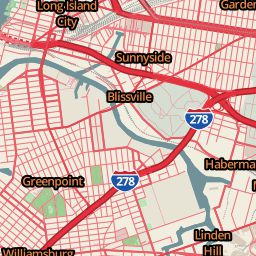 Long Island
City
Garden
Sunnyside
Blissville
278
Haberma
Greenpoint
278
Linden
Hill
Williamsburg